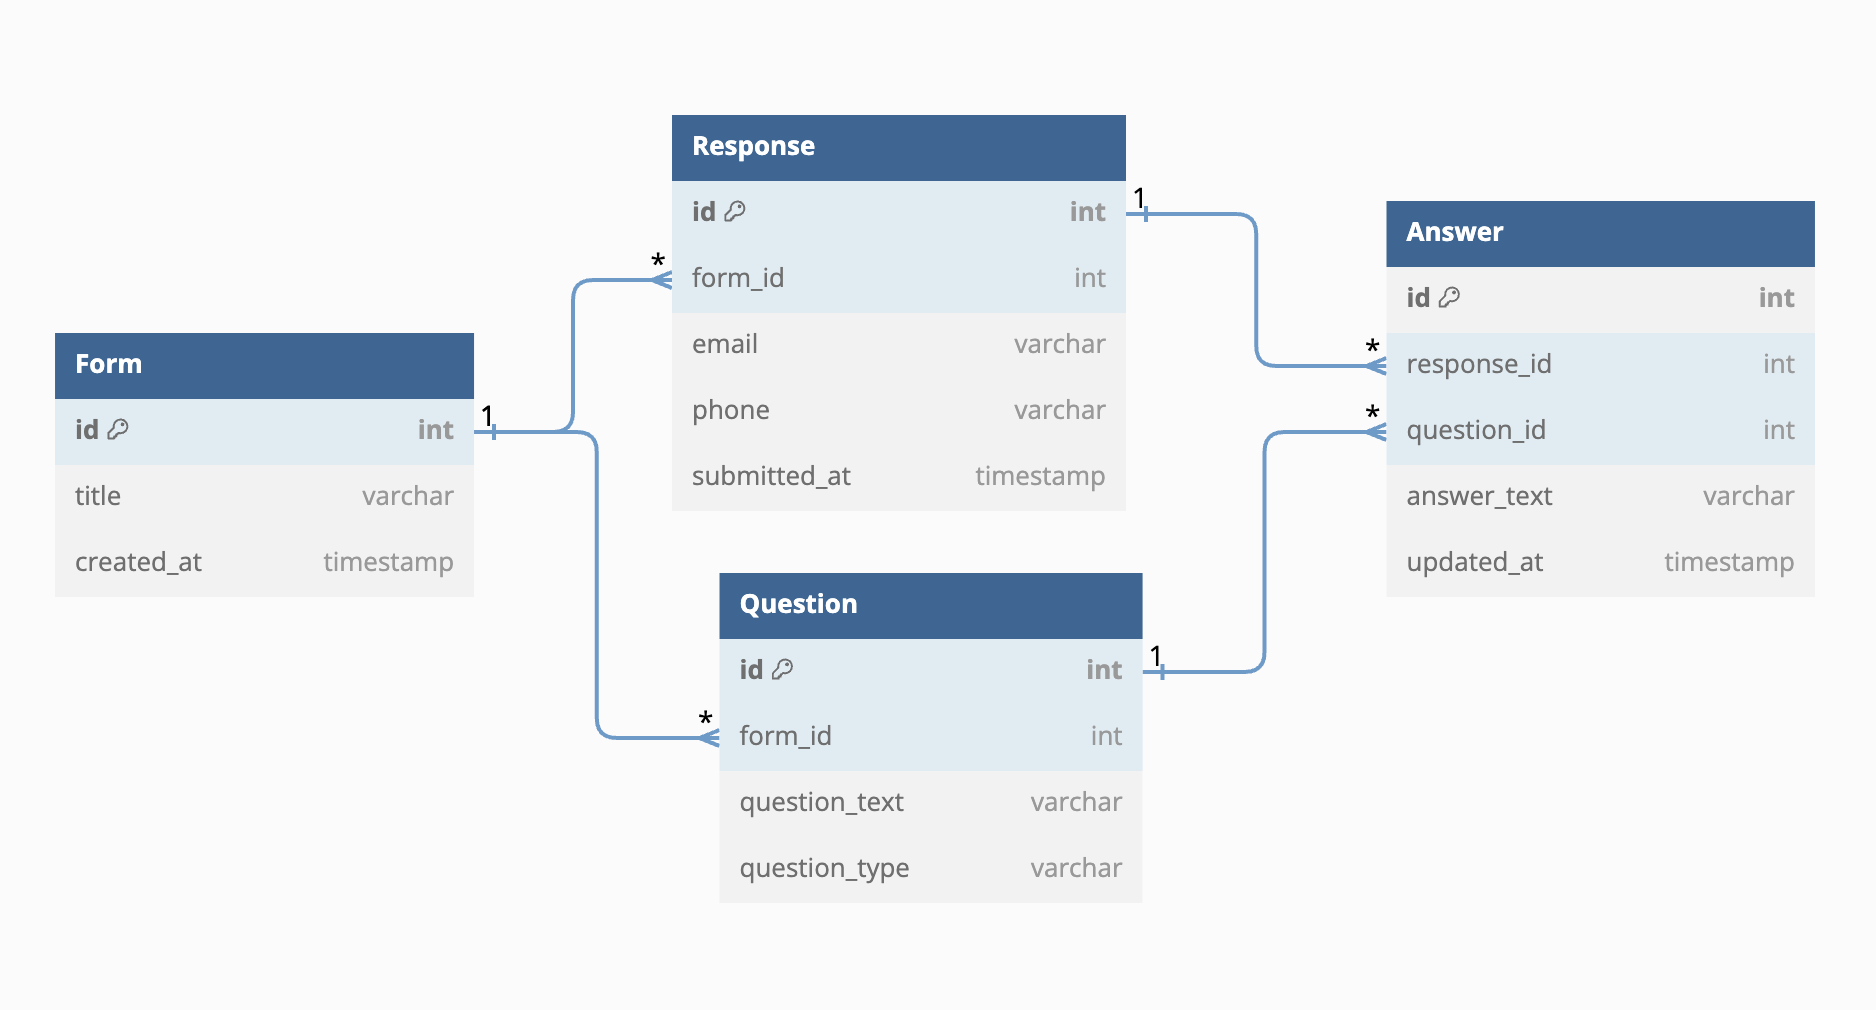 Form
id int
title varchar
created_at timestamp
1
*
*
Response
id int
form_id int
email varchar
phone varchar
submitted_at timestamp
1
Question
id int
form_id int
question_text varchar
question_type varchar
1
*
*
Answer
id int
response_id int
question_id int
answer_text varchar
updated_at timestamp